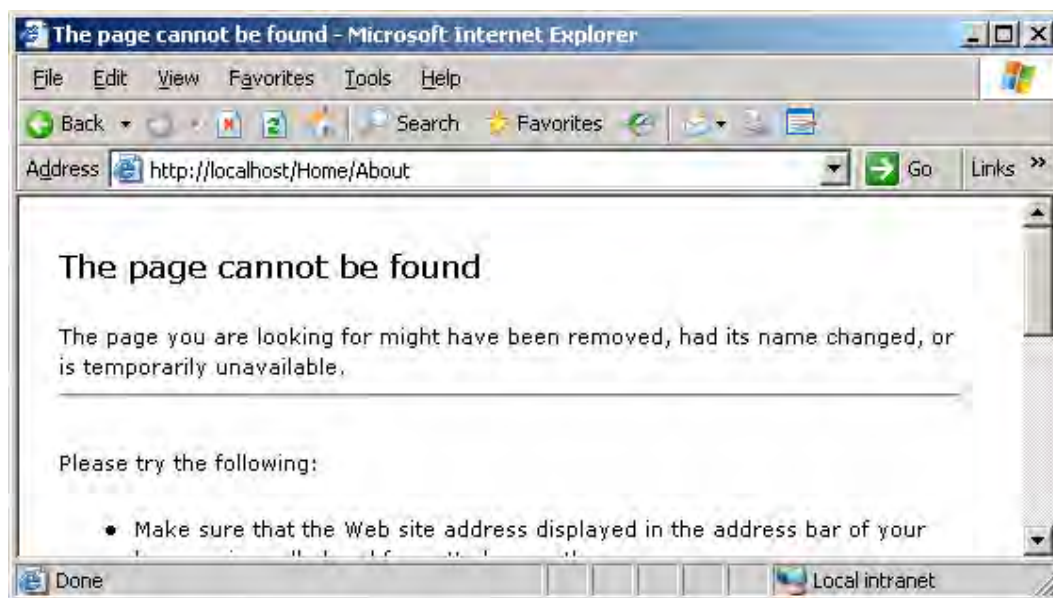 The page cannot be found - Microsoft Internet Explorer
File Edit View Favorites Tools Help
Back Search Favorites
Address http://localhost/Home/About Go Links »
The page cannot be found
The page you are looking for might have been removed, had its name changed, or
is temporarily unavailable.
Please try the following:
• Make sure that the Web site address displayed in the address bar of your
Done Local intranet